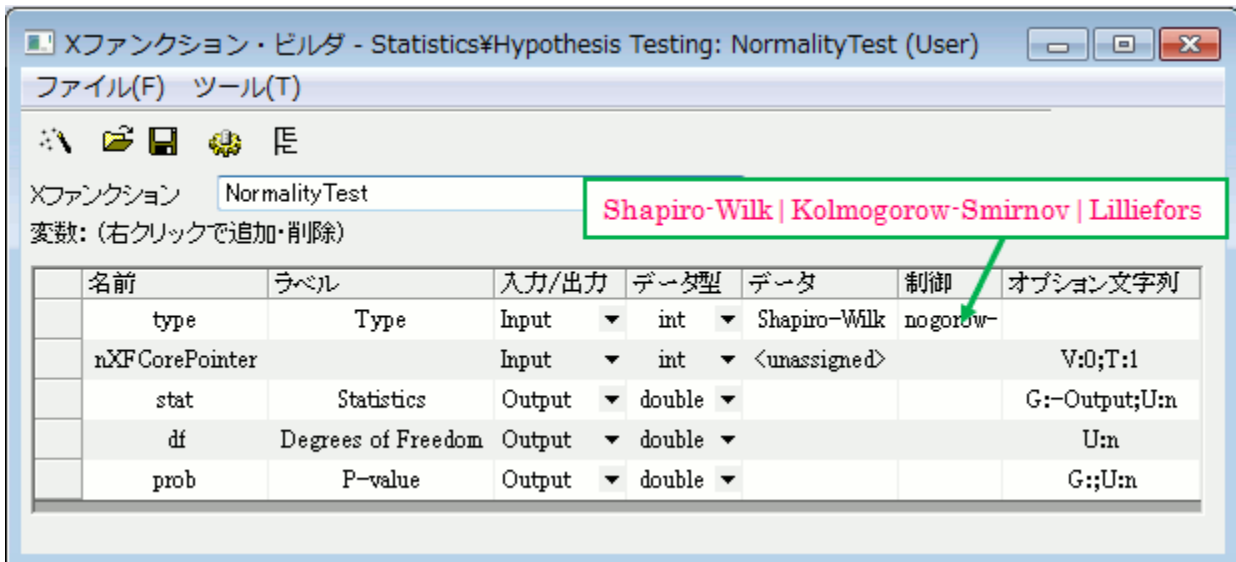 Xファンクション・ビルダ - Statistics¥Hypothesis Testing: NormalityTest (User)
ファイル(F) ツール(T)
Xファンクション NormalityTest
Shapiro-Wilk | Kolmogorow-Smirnov | Lilliefors
変数: (右クリックで追加・削除)
名前 ラベル 入力/出力 データ型 データ 制御 オプション文字列
type Type Input int Shapiro-Wilk nogorow-
nXFCorePointer Input int <unassigned> V:0;T:1
stat Statistics Output double G:-Output;U:n
df Degrees of Freedom Output double U:n
prob P-value Output double G:;U:n